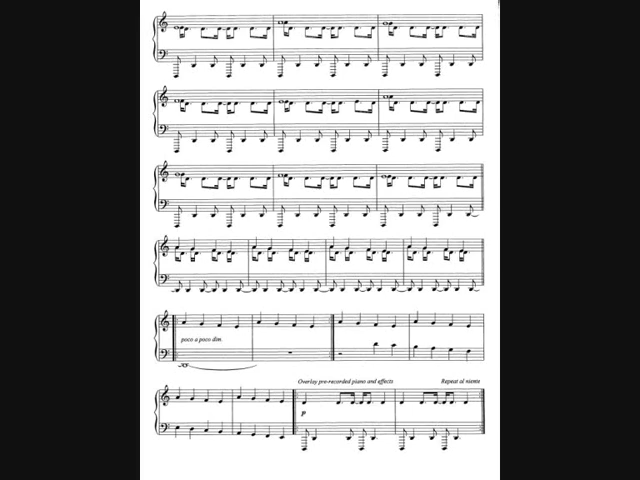 poco a poco dim.
Overlay pre-recorded piano and effects
Repeat al niente
p